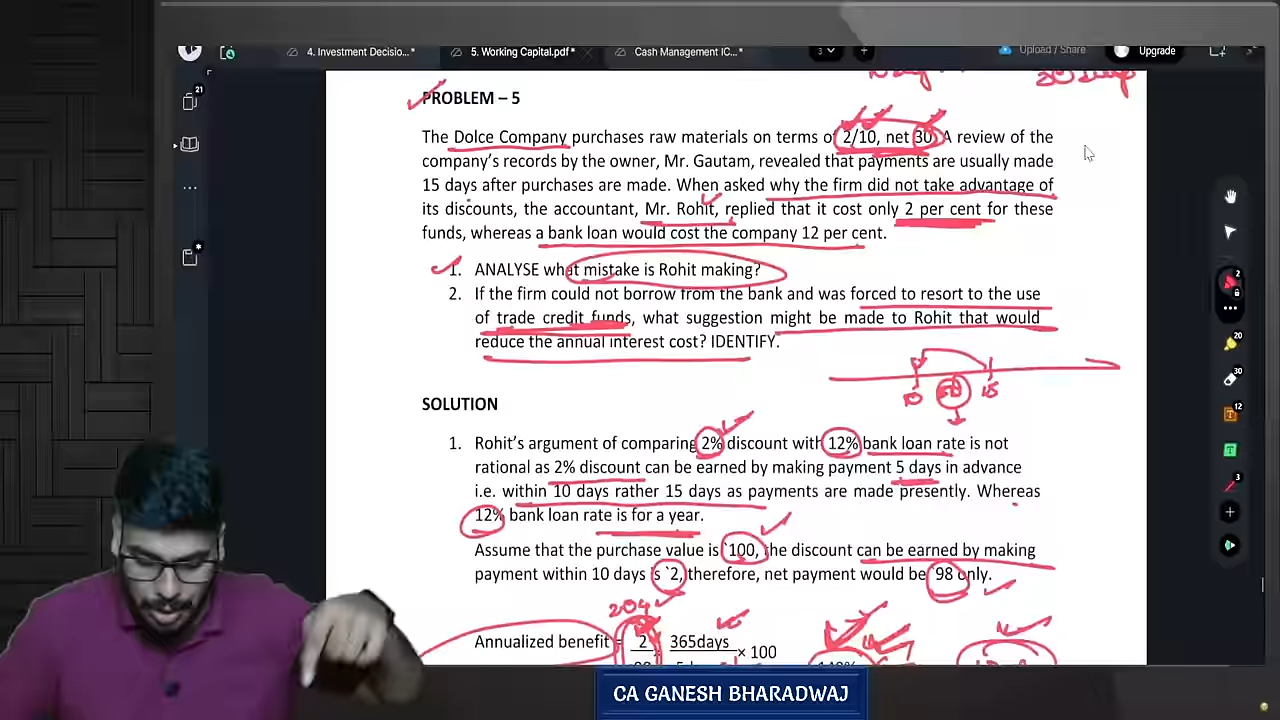 4. Investment Decisio...*
5. Working Capital.pdf*
Cash Management IC...*
3
Upload / Share
Upgrade
21
PROBLEM – 5
The Dolce Company purchases raw materials on terms of 2/10, net 30. A review of the
company's records by the owner, Mr. Gautam, revealed that payments are usually made
15 days after purchases are made. When asked why the firm did not take advantage of
its discounts, the accountant, Mr. Rohit, replied that it cost only 2 per cent for these
funds, whereas a bank loan would cost the company 12 per cent.
1. ANALYSE what mistake is Rohit making?
2. If the firm could not borrow from the bank and was forced to resort to the use
of trade credit funds, what suggestion might be made to Rohit that would
reduce the annual interest cost? IDENTIFY.
10 15
SOLUTION
1. Rohit's argument of comparing 2% discount with 12% bank loan rate is not
rational as 2% discount can be earned by making payment 5 days in advance
i.e. within 10 days rather 15 days as payments are made presently. Whereas
12% bank loan rate is for a year.
Assume that the purchase value is `100, the discount can be earned by making
payment within 10 days is `2, therefore, net payment would be `98 only.
Annualized benefit = 2 365days × 100
2
20
30
12
3
CA GANESH BHARADWAJ